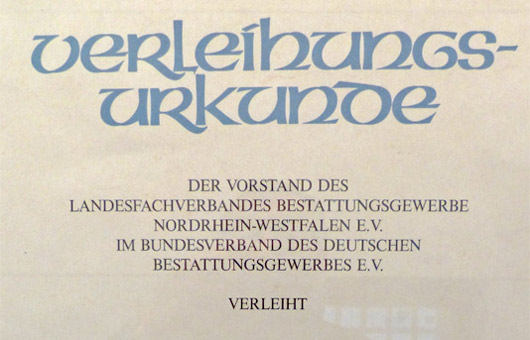 verleihungs-
urkunde
DER VORSTAND DES
LANDESFACHVERBANDES BESTATTUNGSGEWERBE
NORDRHEIN-WESTFALEN E.V.
IM BUNDESVERBAND DES DEUTSCHEN
BESTATTUNGSGEWERBES E.V.
VERLEIHT